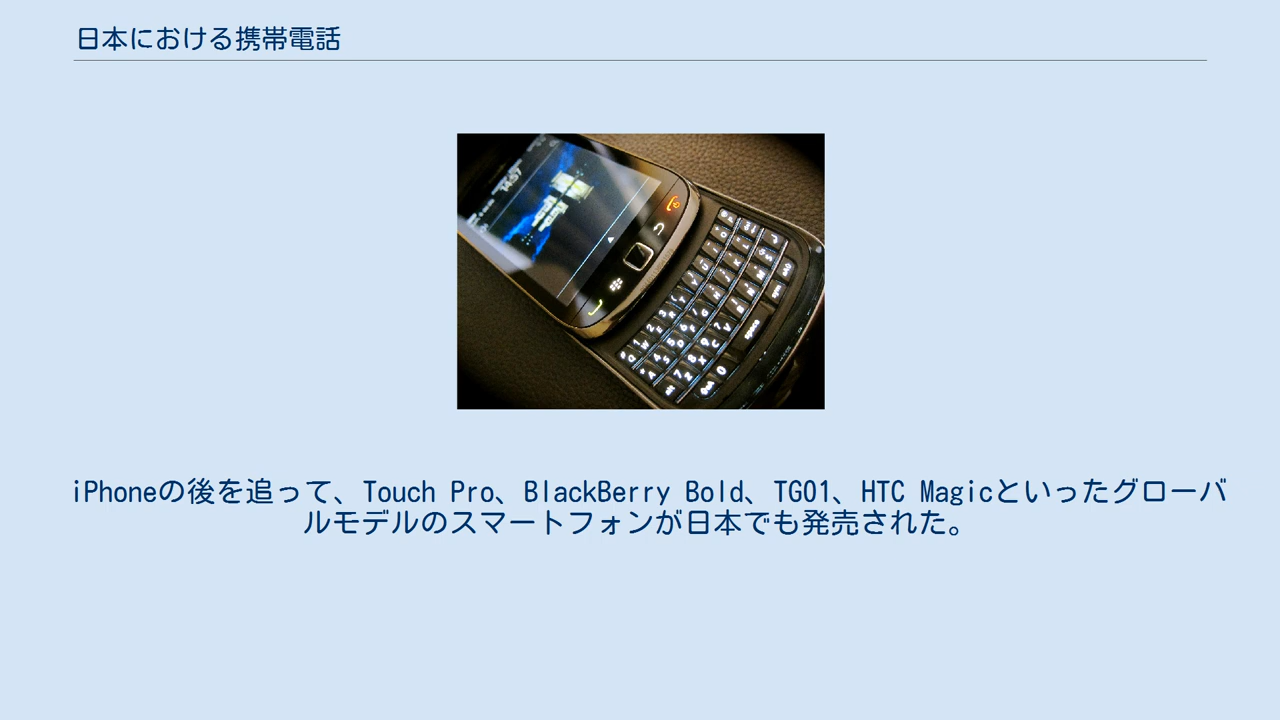 日本における携帯電話
14:57
iPhoneの後を追って、Touch Pro、BlackBerry Bold、TG01、HTC Magicといったグローバ
ルモデルのスマートフォンが日本でも発売された。